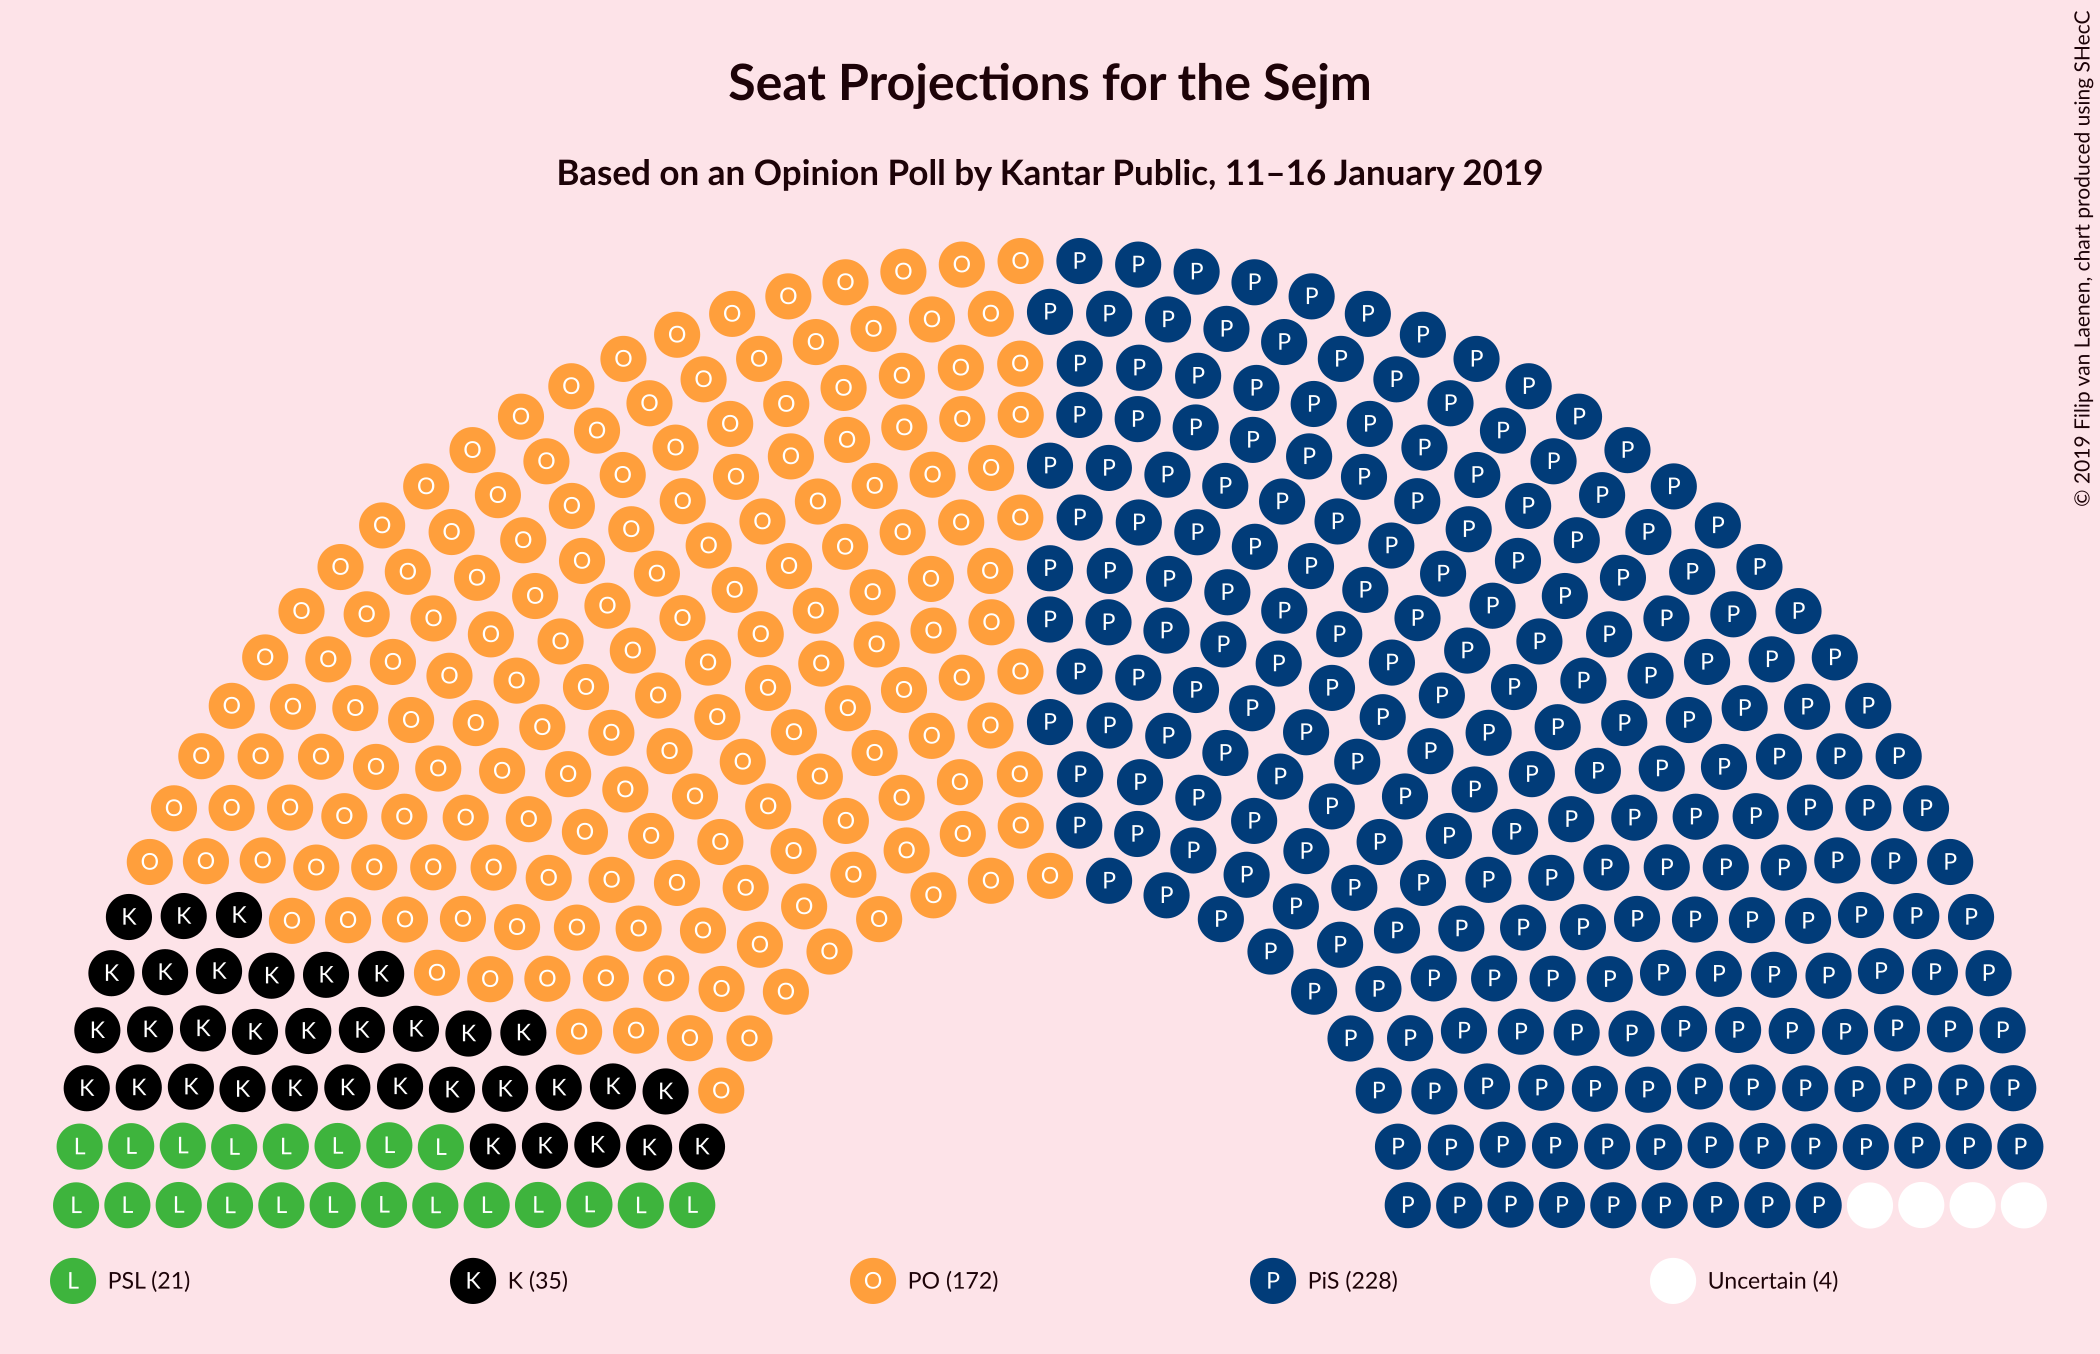 Seat Projections for the Sejm
Based on an Opinion Poll by Kantar Public, 11–16 January 2019
© 2019 Filip van Laenen, chart produced using SHecC
L PSL (21)
K K (35)
O PO (172)
P PiS (228)
Uncertain (4)